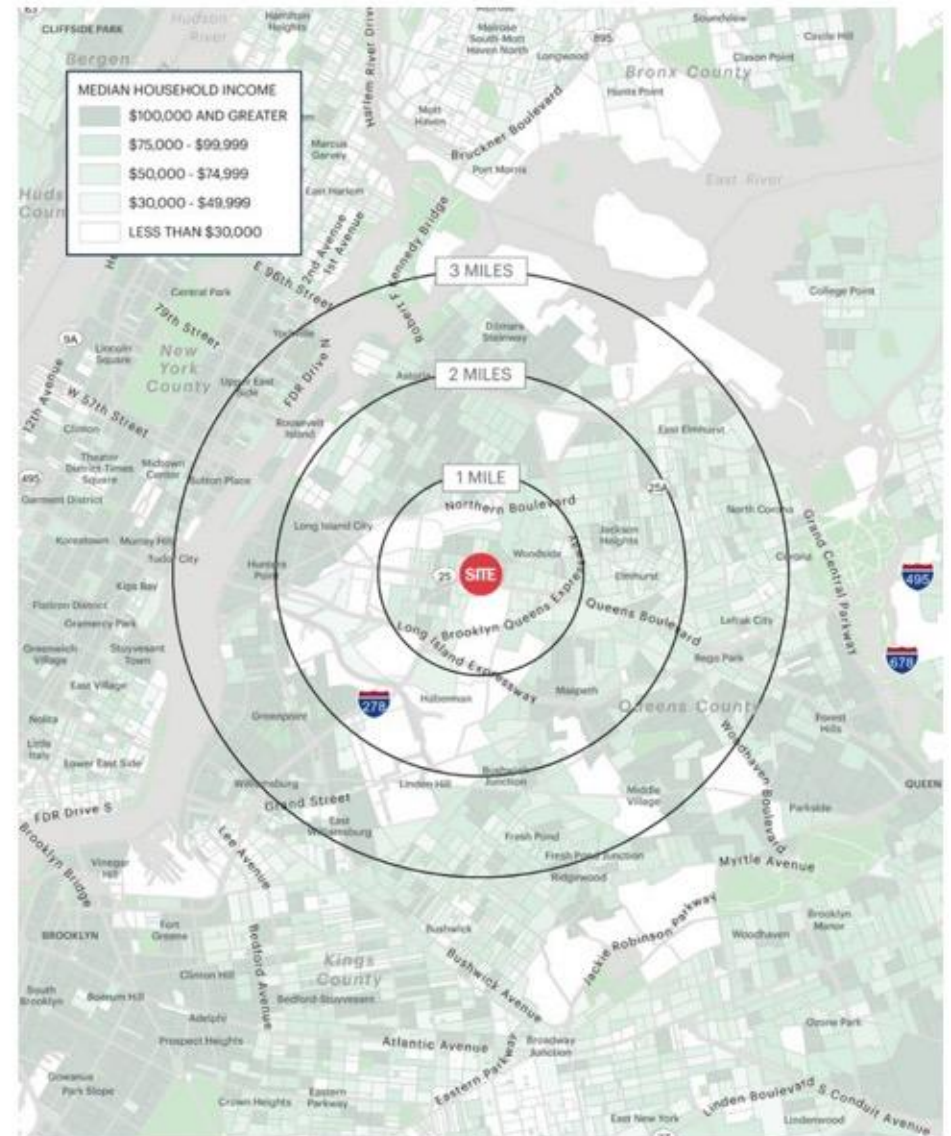 CLIFFSIDE PARK
Hudson
River
Hamilton
Heights
Harlem River Driv
Melrose
South-Mott
Haven North
Longwood
895
Soundview
Castle Hill
Clason Point
Bergen
Bronx County
Hunts Point
MEDIAN HOUSEHOLD INCOME
$100,000 AND GREATER
$75,000 - $99,999
$50,000 - $74,999
$30,000 - $49,999
LESS THAN $30,000
Mott
Haven
Bruckner Boulevard
Marcus
Garvey
Port Morris
East River
East Harlem
Huds
Coun
2nd Avenue
1st Avenue
E 96th Street
3 MILES
Central Park
College Point
79th Street
Yorkville
Ditmars
Steinway
9A
Lincoln
Square
New
York
County
Upper East
Side
FDR Drive N
Astoria
2 MILES
12th Avenue
W 57th Street
Clinton
Roosevelt
Island
East Elmhurst
Theater
District-Times
Square
Midtown
Center
Sutton Place
1 MILE
495
25A
Garment District
Northern Boulevard
North Corona
Grand Central Parkway
Long Island City
Jackson
Heights
Koreatown
Murray Hill
Tudor City
Hunters
Point
Woodside
Corona
25
SITE
Elmhurst
495
Kips Bay
Flatiron District
Gramercy Park
Brooklyn Queens Expres
Queens Boulevard
Lefrak City
Long Island Expressway
Greenwich
Village
Stuyvesant
Town
Rego Park
678
East Village
Haberman
Maspeth
278
Queens County
Nolita
Greenpoint
Forest
Hills
Little
Italy
Lower East Side
Woodhaven Boulevard
Williamsburg
Linden Hill
Bushwick
Junction
Middle
Village
QUEEN
FDR Drive S
Grand Street
Parkside
East
Williamsburg
Fresh Pond
Brooklyn Bridge
Lee Avenue
Fresh Pond Junction
Myrtle Avenue
Vinegar
Hill
Ridgewood
BROOKLYN
Fort
Greene
Bushwick
Jackie Robinson Parkway
Woodhaven
Brooklyn
Manor
Bedford Avenue
Kings
County
Clinton Hill
Bushwick Avenue
South
Brooklyn
Boerum Hill
Bedford-Stuyvesant
Adelphi
Ozone Park
Prospect Heights
Atlantic Avenue
Broadway
Junction
Gowanus
Park Slope
Eastern Parkway
Crown Heights
Eastern
Parkway
Linden Boulevard
S Conduit Avenue
East New York
Lindenwood